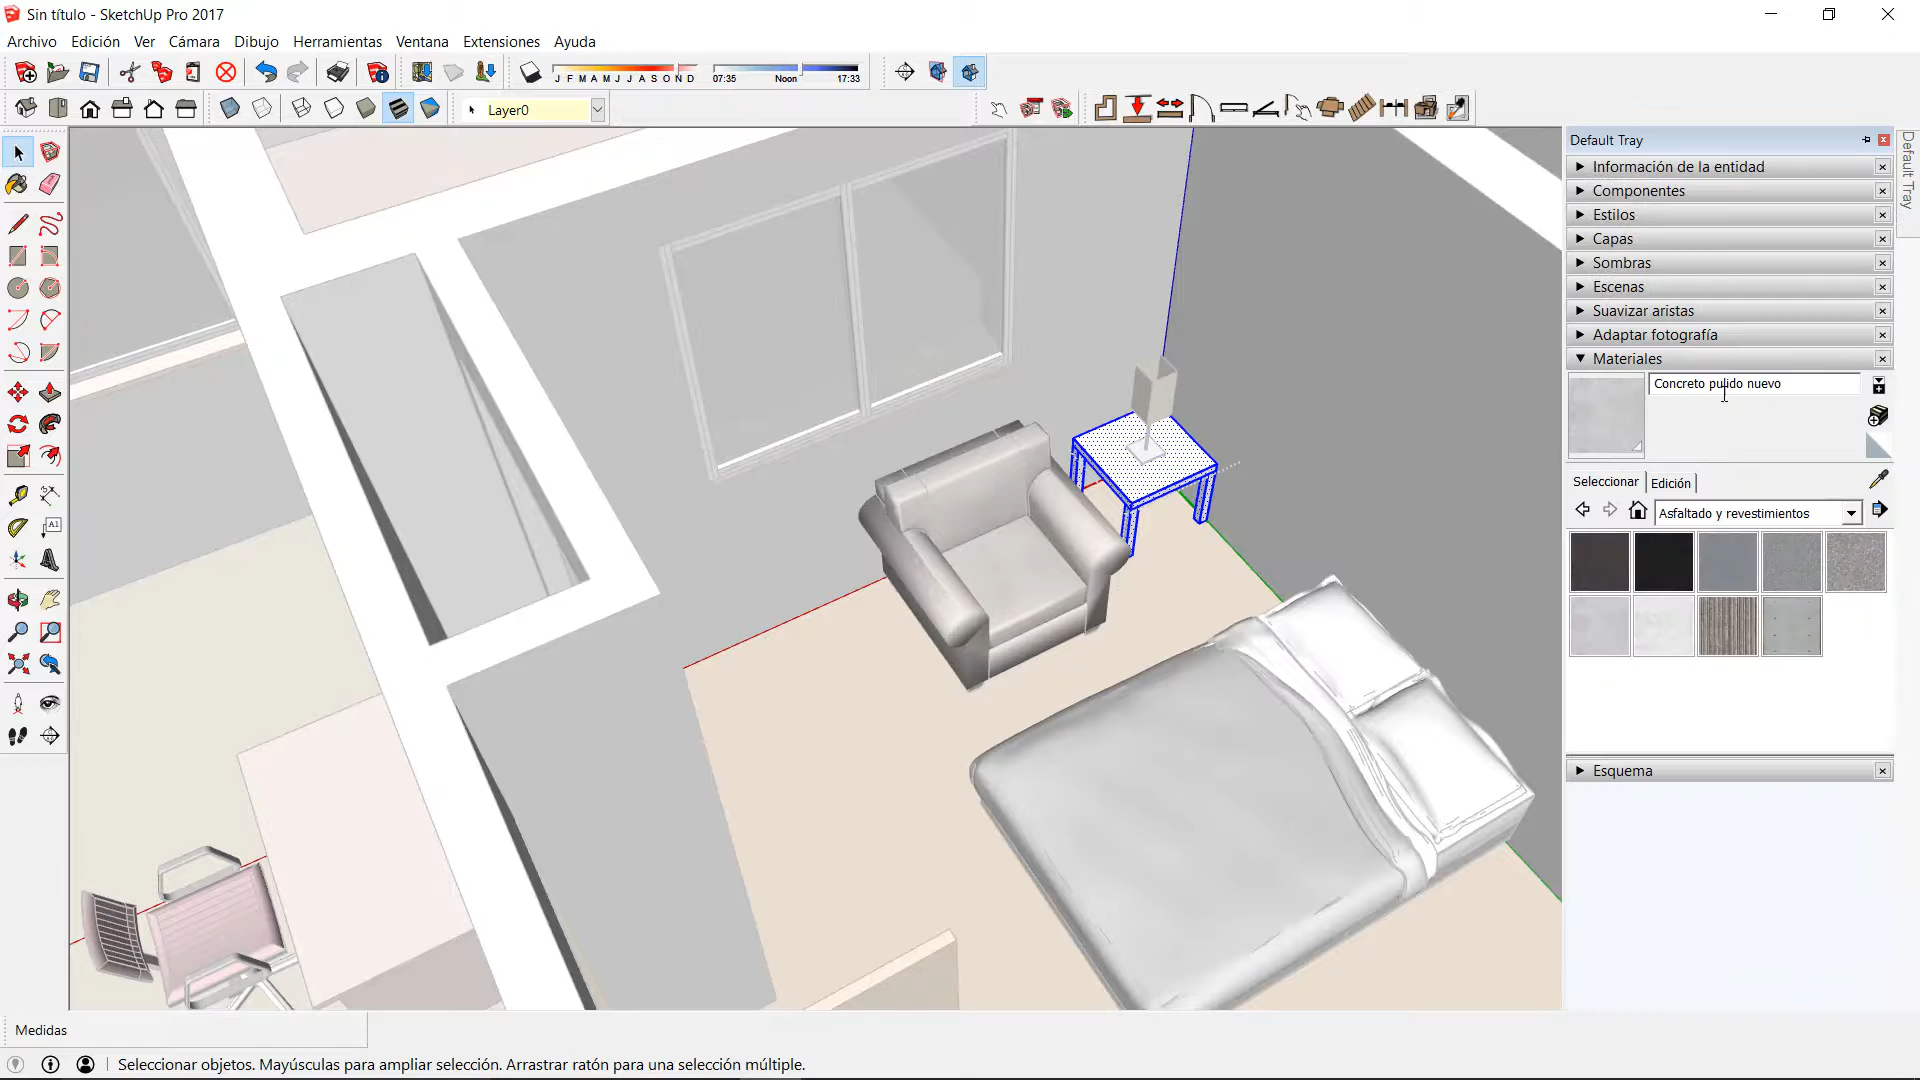 Sin título - SketchUp Pro 2017
Archivo Edición Ver Cámara Dibujo Herramientas Ventana Extensiones Ayuda
J F M A M J J A S O N D 07:35 Noon 17:33
Layer0
Default Tray
Default Tray
Información de la entidad
Componentes
Estilos
Capas
Sombras
Escenas
Suavizar aristas
Adaptar fotografía
Materiales
Concreto pulido nuevo
Seleccionar Edición
Asfaltado y revestimientos
Esquema
A1
Medidas
Seleccionar objetos. Mayúsculas para ampliar selección. Arrastrar ratón para una selección múltiple.